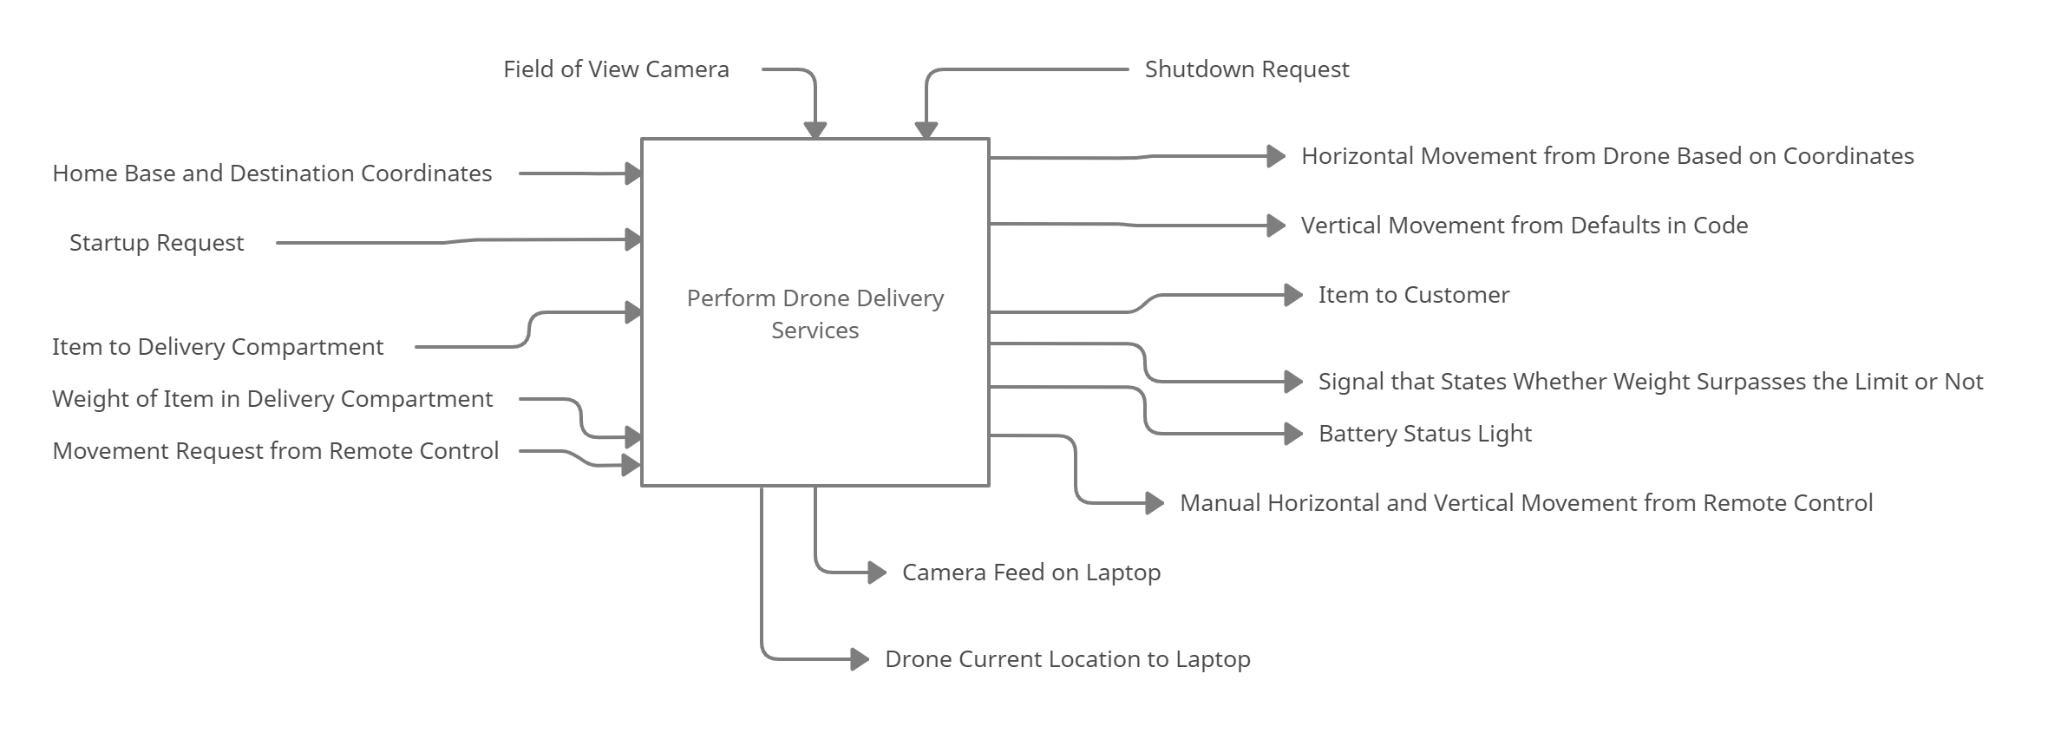 Field of View Camera
Shutdown Request
Home Base and Destination Coordinates
Startup Request
Item to Delivery Compartment
Weight of Item in Delivery Compartment
Movement Request from Remote Control
Perform Drone Delivery
Services
Horizontal Movement from Drone Based on Coordinates
Vertical Movement from Defaults in Code
Item to Customer
Signal that States Whether Weight Surpasses the Limit or Not
Battery Status Light
Manual Horizontal and Vertical Movement from Remote Control
Camera Feed on Laptop
Drone Current Location to Laptop